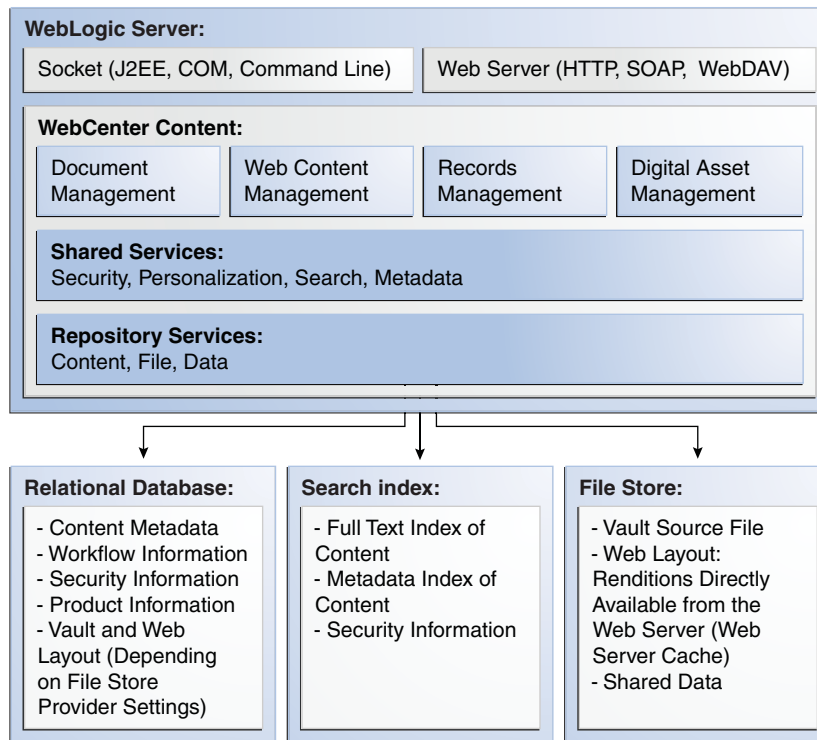 WebLogic Server:
Socket (J2EE, COM, Command Line)
Web Server (HTTP, SOAP, WebDAV)
WebCenter Content:
Document
Management
Web Content
Management
Records
Management
Digital Asset
Management
Shared Services:
Security, Personalization, Search, Metadata
Repository Services:
Content, File, Data
Relational Database:
- Content Metadata
- Workflow Information
- Security Information
- Product Information
- Vault and Web
Layout (Depending
on File Store
Provider Settings)
Search index:
- Full Text Index of
Content
- Metadata Index of
Content
- Security Information
File Store:
- Vault Source File
- Web Layout:
Renditions Directly
Available from the
Web Server (Web
Server Cache)
- Shared Data